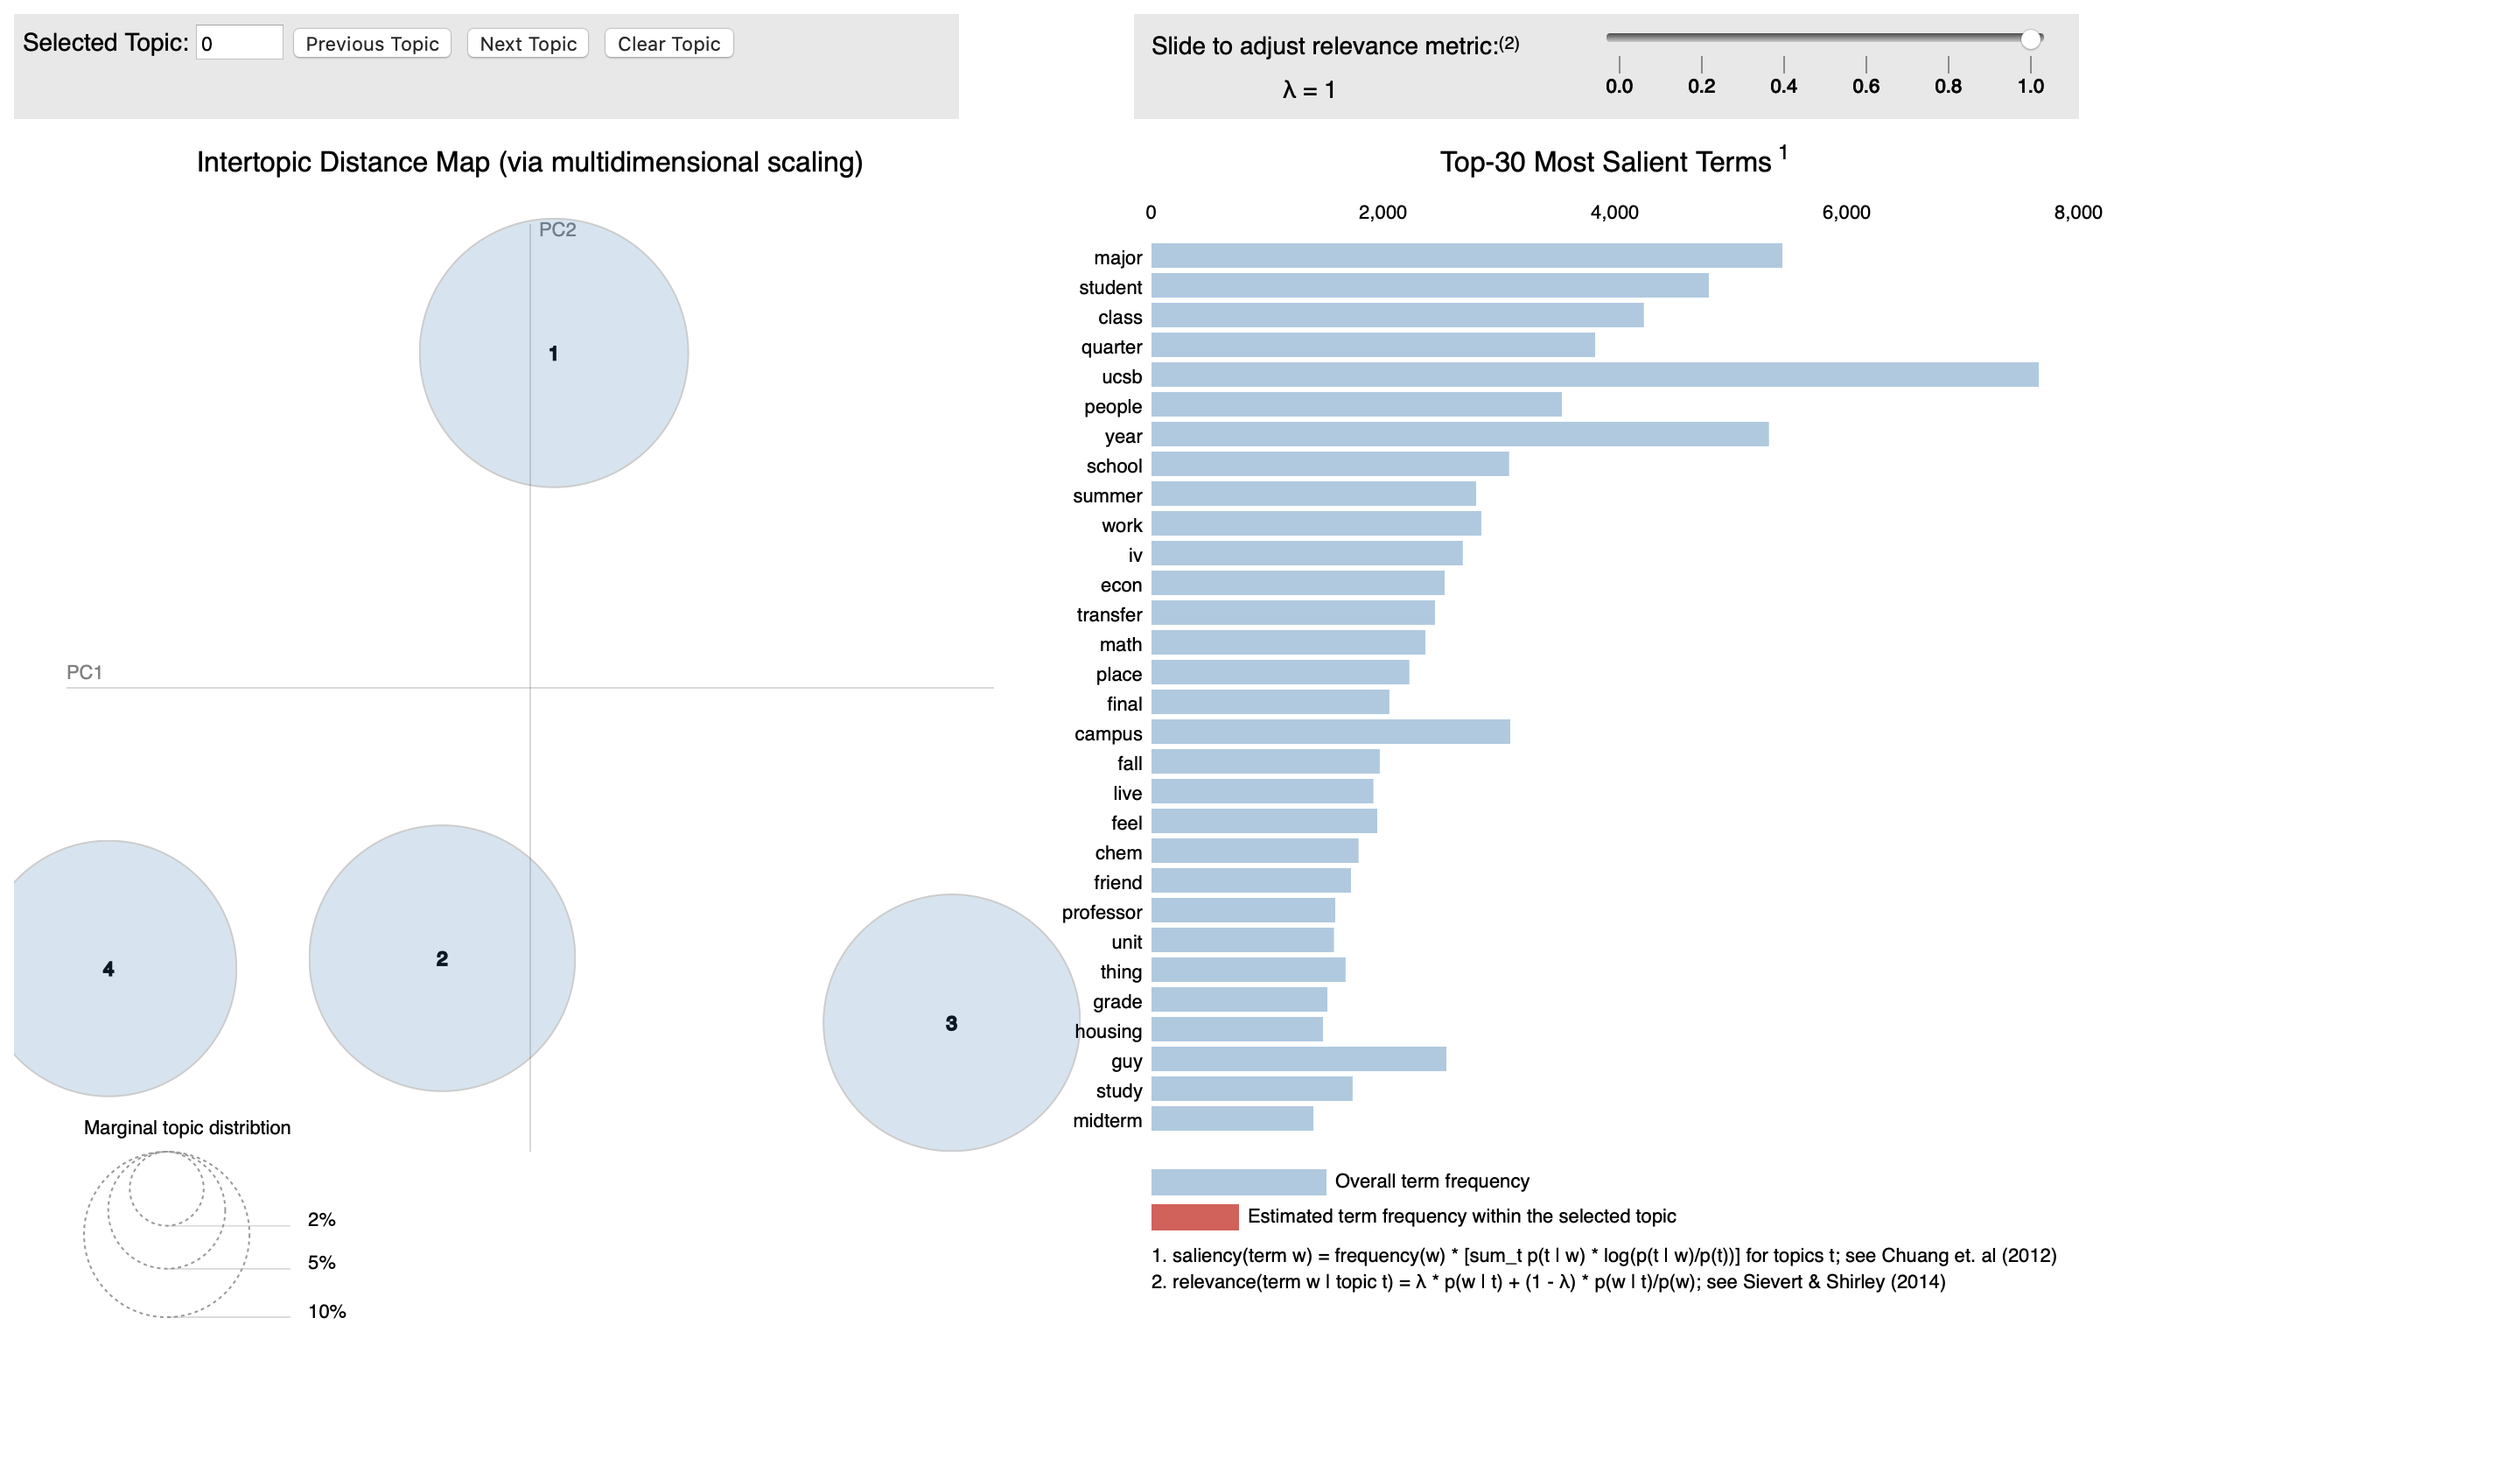 Selected Topic: 0 Previous Topic Next Topic Clear Topic
Slide to adjust relevance metric:(2)
λ = 1
0.0 0.2 0.4 0.6 0.8 1.0
Intertopic Distance Map (via multidimensional scaling)
PC2
1
PC1
4
2
3
Marginal topic distribtion
2%
5%
10%
Top-30 Most Salient Terms 1
0 2,000 4,000 6,000 8,000
major
student
class
quarter
ucsb
people
year
school
summer
work
iv
econ
transfer
math
place
final
campus
fall
live
feel
chem
friend
professor
unit
thing
grade
housing
guy
study
midterm
Overall term frequency
Estimated term frequency within the selected topic
1. saliency(term w) = frequency(w) * [sum_t p(t | w) * log(p(t | w)/p(t))] for topics t; see Chuang et. al (2012)
2. relevance(term w | topic t) = λ * p(w | t) + (1 - λ) * p(w | t)/p(w); see Sievert & Shirley (2014)